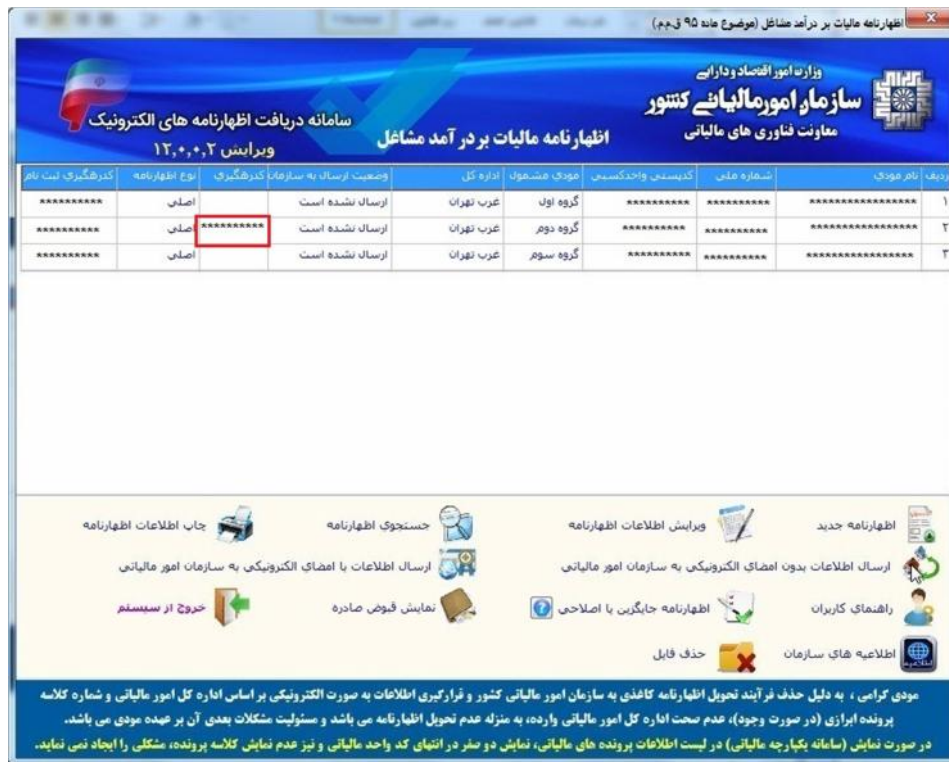 اظهارنامه مالیات بر درآمد مشاغل (موضوع ماده ۹۵ ق.م.م)
وزارت امور اقتصاد و دارایی
سازمان امور مالیاتی کشور
معاونت فناوری های مالیاتی
اظهارنامه مالیات بر در آمد مشاغل
سامانه دریافت اظهارنامه های الکترونیک
ویرایش ۱۲,۰,۰,۲
ردیف نام مودی شماره ملی کدپستی واحدکسبی مودی مشمول اداره کل وضعیت ارسال به سازمان کدرهگیری نوع اظهارنامه کدرهگیری ثبت نام
۱ ***************** ********** ********** گروه اول غرب تهران ارسال نشده است اصلی **********
۲ ***************** ********** ********** گروه دوم غرب تهران ارسال نشده است ********** اصلی **********
۳ ***************** ********** ********** گروه سوم غرب تهران ارسال نشده است اصلی **********
اظهارنامه جدید ویرایش اطلاعات اظهارنامه جستجوی اظهارنامه چاپ اطلاعات اظهارنامه
ارسال اطلاعات بدون امضای الکترونیکی به سازمان امور مالیاتی ارسال اطلاعات با امضای الکترونیکی به سازمان امور مالیاتی
راهنمای کاربران اظهارنامه جایگزین یا اصلاحی نمایش قبوض صادره خروج از سیستم
اطلاعیه های سازمان حذف فایل
مودی گرامی ، به دلیل حذف فرآیند تحویل اظهارنامه کاغذی به سازمان امور مالیاتی کشور و قرارگیری اطلاعات به صورت الکترونیکی بر اساس اداره کل امور مالیاتی و شماره کلاسه
پرونده ابرازی (در صورت وجود)، عدم صحت اداره کل امور مالیاتی وارده، به منزله عدم تحویل اظهارنامه می باشد و مسئولیت مشکلات بعدی آن بر عهده مودی می باشد.
در صورت نمایش (سامانه یکپارچه مالیاتی) در لیست اطلاعات پرونده های مالیاتی، نمایش دو صفر در انتهای کد واحد مالیاتی و نیز عدم نمایش کلاسه پرونده، مشکلی را ایجاد نمی نماید.